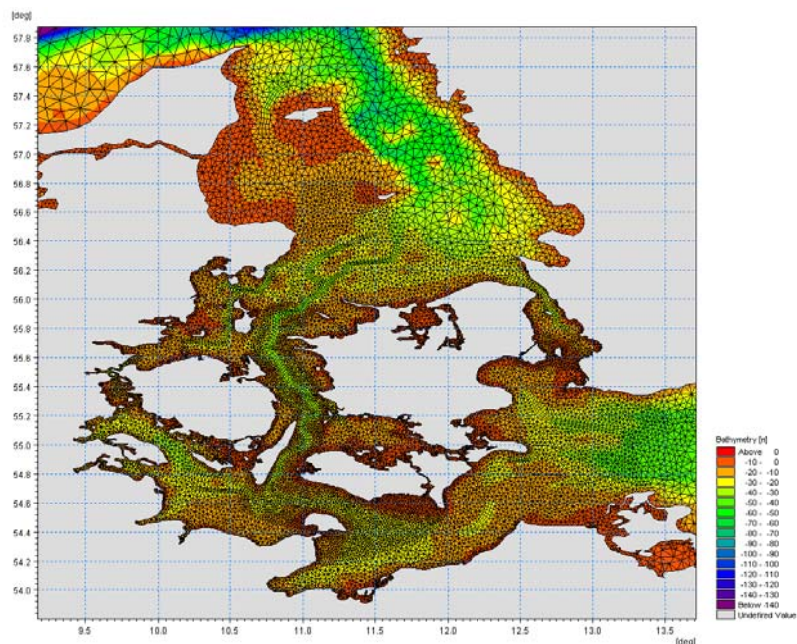 [deg]
57.8
57.6
57.4
57.2
57.0
56.8
56.6
56.4
56.2
56.0
55.8
55.6
55.4
55.2
55.0
54.8
54.6
54.4
54.2
54.0
9.5 10.0 10.5 11.0 11.5 12.0 12.5 13.0 13.5
[deg]
Bathymetry [m]
Above 0
-10 - 0
-20 - -10
-30 - -20
-40 - -30
-50 - -40
-60 - -50
-70 - -60
-80 - -70
-90 - -80
-100 - -90
-110 - -100
-120 - -110
-130 - -120
-140 - -130
Below -140
Undefined Value